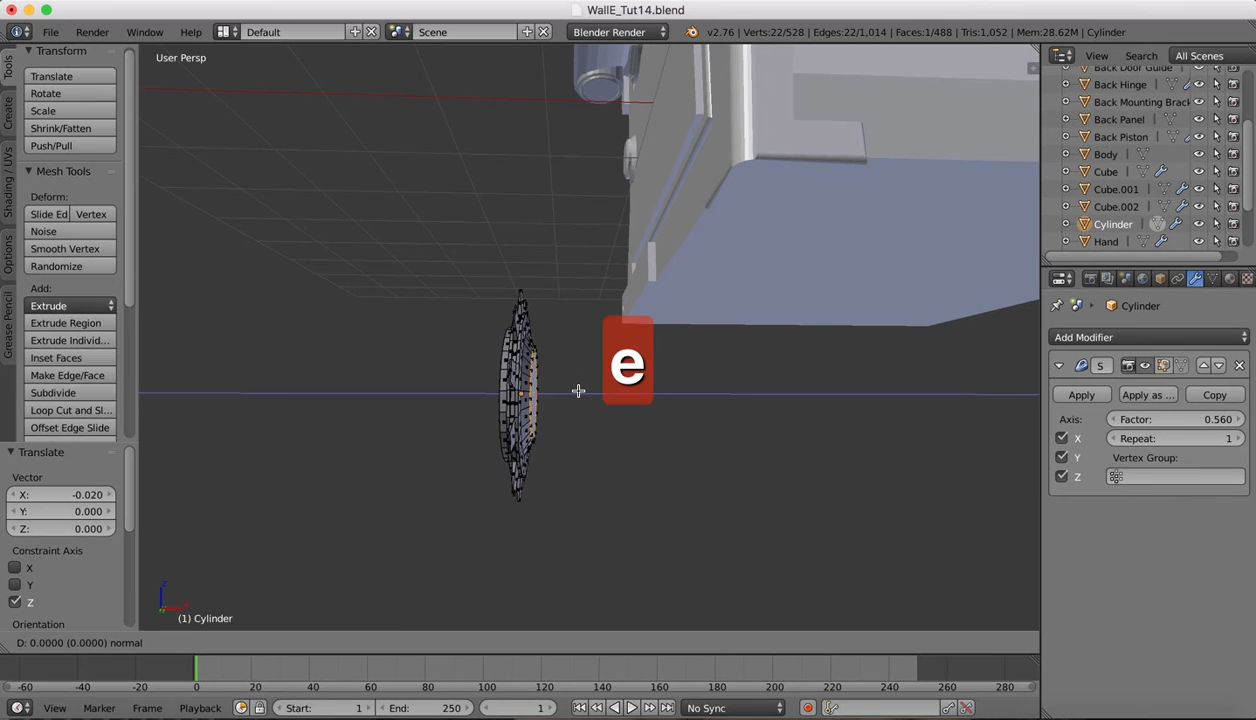 WallE_Tut14.blend
File Render Window Help Default Scene Blender Render v2.76 | Verts:22/528 | Edges:22/1,014 | Faces:1/488 | Tris:1,052 | Mem:28.62M | Cylinder
Transform
Translate
Rotate
Scale
Shrink/Fatten
Push/Pull
Mesh Tools
Deform:
Slide Ed Vertex
Noise
Smooth Vertex
Randomize
Add:
Extrude
Extrude Region
Extrude Individ...
Inset Faces
Make Edge/Face
Subdivide
Loop Cut and Sl...
Offset Edge Slide
Tools
Create
Shading / UVs
Options
Grease Pencil
Translate
Vector
X: -0.020
Y: 0.000
Z: 0.000
Constraint Axis
X
Y
Z
Orientation
User Persp
e
(1) Cylinder
D: 0.0000 (0.0000) normal
View Search All Scenes
Back Door Guide
Back Hinge
Back Mounting Brack
Back Panel
Back Piston
Body
Cube
Cube.001
Cube.002
Cylinder
Hand
Cylinder
Add Modifier
S
Apply Apply as ... Copy
Axis: Factor: 0.560
X Repeat: 1
Y Vertex Group:
Z
-60 -40 -20 0 20 40 60 80 100 120 140 160 180 200 220 240 260 280
View Marker Frame Playback Start: 1 End: 250 1 No Sync